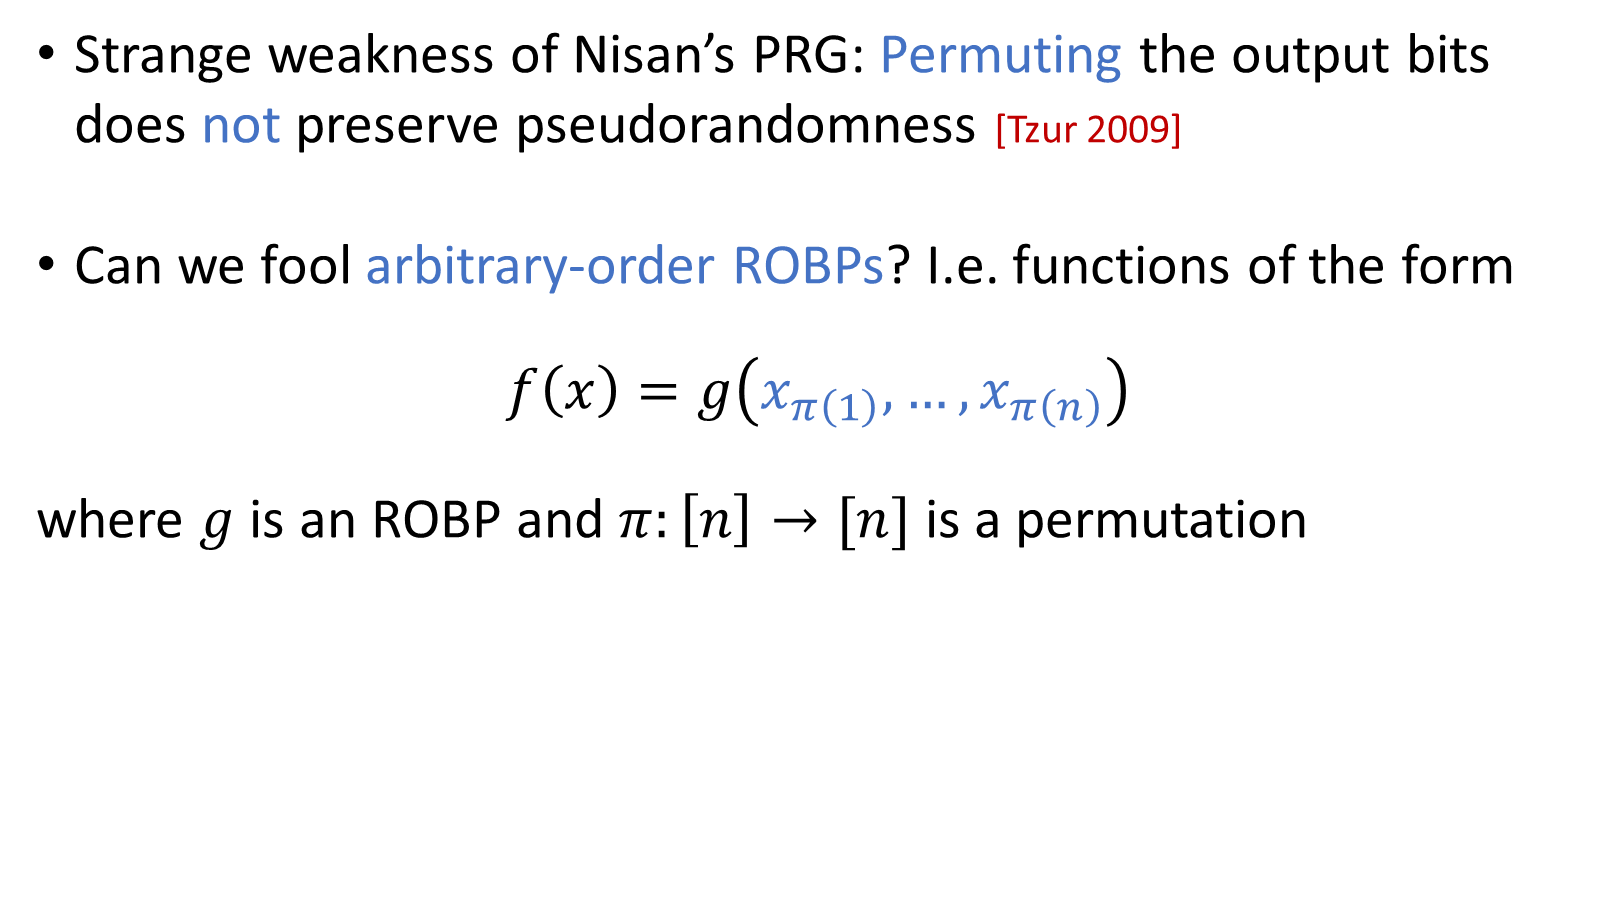 • Strange weakness of Nisan’s PRG: Permuting the output bits
does not preserve pseudorandomness [Tzur 2009]
• Can we fool arbitrary-order ROBPs? I.e. functions of the form
𝑓(𝑥) = 𝑔(𝑥_{𝜋(1)}, … , 𝑥_{𝜋(𝑛)})
where 𝑔 is an ROBP and 𝜋: [𝑛] → [𝑛] is a permutation